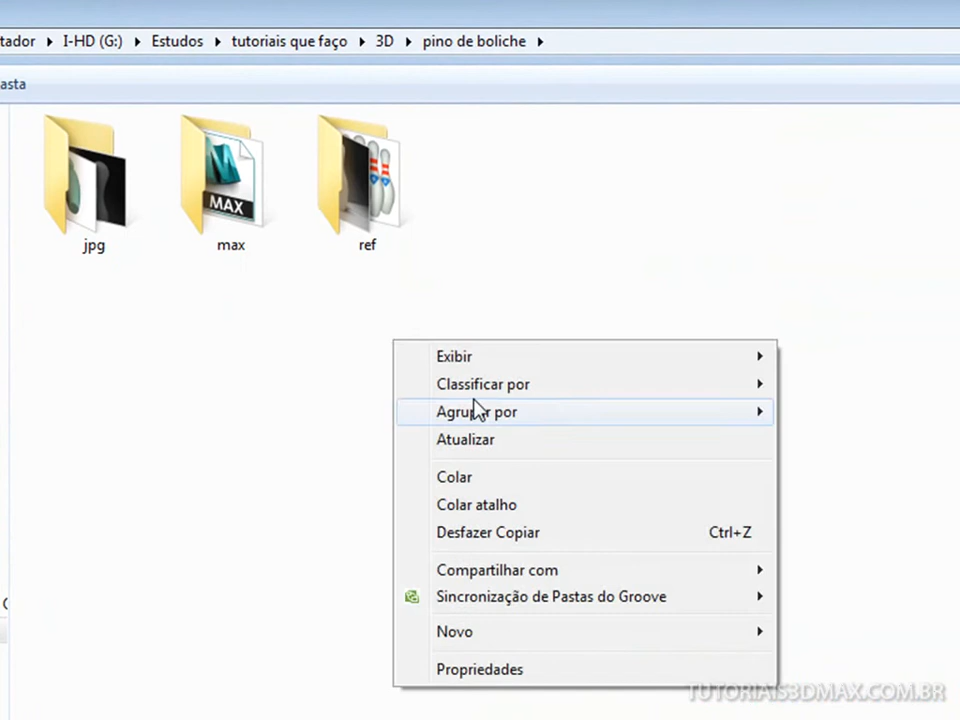 tador ▸ I-HD (G:) ▸ Estudos ▸ tutoriais que faço ▸ 3D ▸ pino de boliche ▸
asta
MAX
jpg
max
ref
Exibir
Classificar por
Agrupar por
Atualizar
Colar
Colar atalho
Desfazer Copiar Ctrl+Z
Compartilhar com
Sincronização de Pastas do Groove
Novo
Propriedades
TUTORIAIS3DMAX.COM.BR